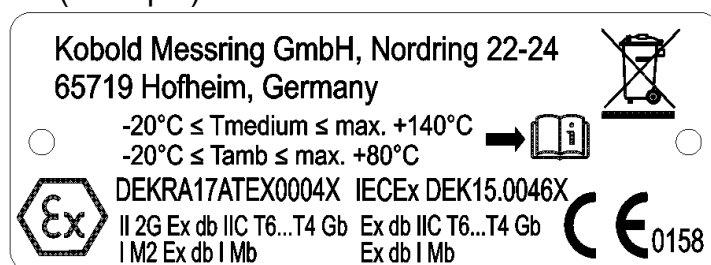 Kobold Messring GmbH, Nordring 22-24
65719 Hofheim, Germany
-20°C ≤ Tmedium ≤ max. +140°C
-20°C ≤ Tamb ≤ max. +80°C
i
DEKRA17ATEX0004X IECEx DEK15.0046X
Ex II 2G Ex db IIC T6...T4 Gb Ex db IIC T6...T4 Gb
I M2 Ex db I Mb Ex db I Mb
CE 0158